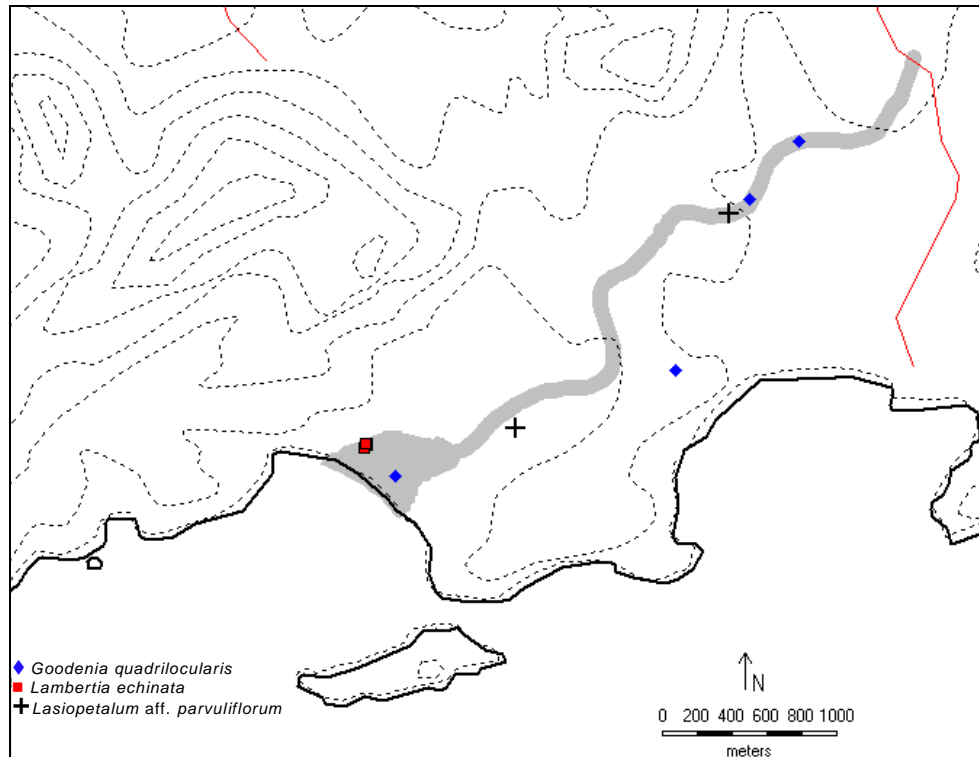 Goodenia quadrilocularis
Lambertia echinata
Lasiopetalum aff. parvuliflorum
N
0 200 400 600 800 1000
meters